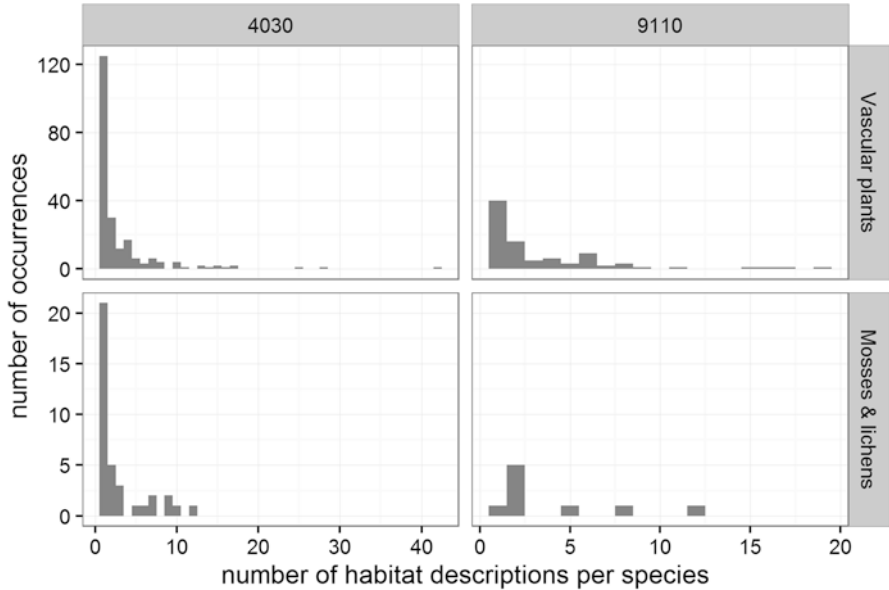 4030 9110
120
80
40
0
Vascular plants
number of occurrences
20
15
10
5
0
Mosses & lichens
0 10 20 30 40 0 5 10 15 20
number of habitat descriptions per species